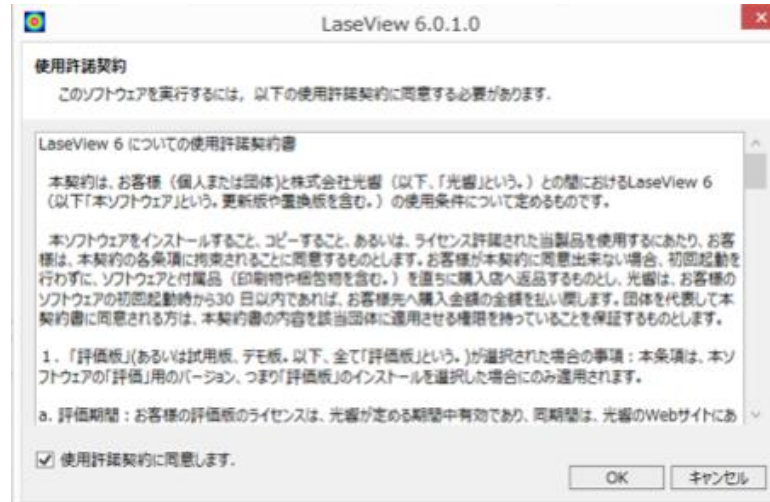 LaseView 6.0.1.0
使用許諾契約
このソフトウェアを実行するには，以下の使用許諾契約に同意する必要があります．
LaseView 6 についての使用許諾契約書
本契約は、お客様（個人または団体)と株式会社光響（以下、｢光響｣という。）との間におけるLaseView 6
（以下｢本ソフトウェア｣という。更新版や置換版を含む。）の使用条件について定めるものです。
本ソフトウェアをインストールすること、コピーすること、あるいは、ライセンス許諾された当製品を使用するにあたり、お客
様は、本契約の各条項に拘束されることに同意するものとします。お客様が本契約に同意出来ない場合、初回起動を
行わずに、ソフトウェアと付属品（印刷物や梱包物を含む。）を直ちに購入店へ返品するものとし、光響は、お客様の
ソフトウェアの初回起動時から30 日以内であれば、お客様先へ購入金額の全額を払い戻します。団体を代表して本
契約書に同意される方は、本契約書の内容を該当団体に適用させる権限を持っていることを保証するものとします。
1．｢評価版｣(あるいは試用版、デモ版。以下、全て｢評価版｣という。)が選択された場合の事項：本条項は、本ソ
フトウェアの｢評価｣用のバージョン、つまり｢評価版｣のインストールを選択した場合にのみ適用されます。
a. 評価期間：お客様の評価版のライセンスは、光響が定める期間中有効であり、同期間は、光響のWebサイトにあ
使用許諾契約に同意します．
OK
キャンセル